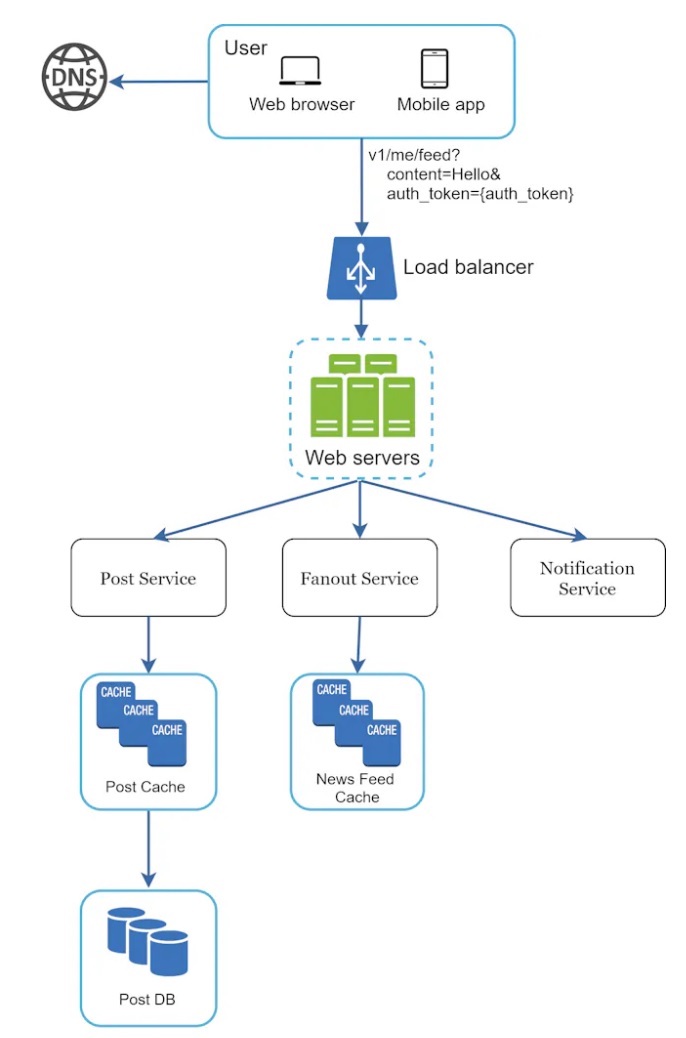 User
DNS
Web browser
Mobile app
v1/me/feed?
content=Hello&
auth_token={auth_token}
Load balancer
Web servers
Post Service
Fanout Service
Notification
Service
CACHE
CACHE
CACHE
Post Cache
CACHE
CACHE
CACHE
News Feed
Cache
Post DB